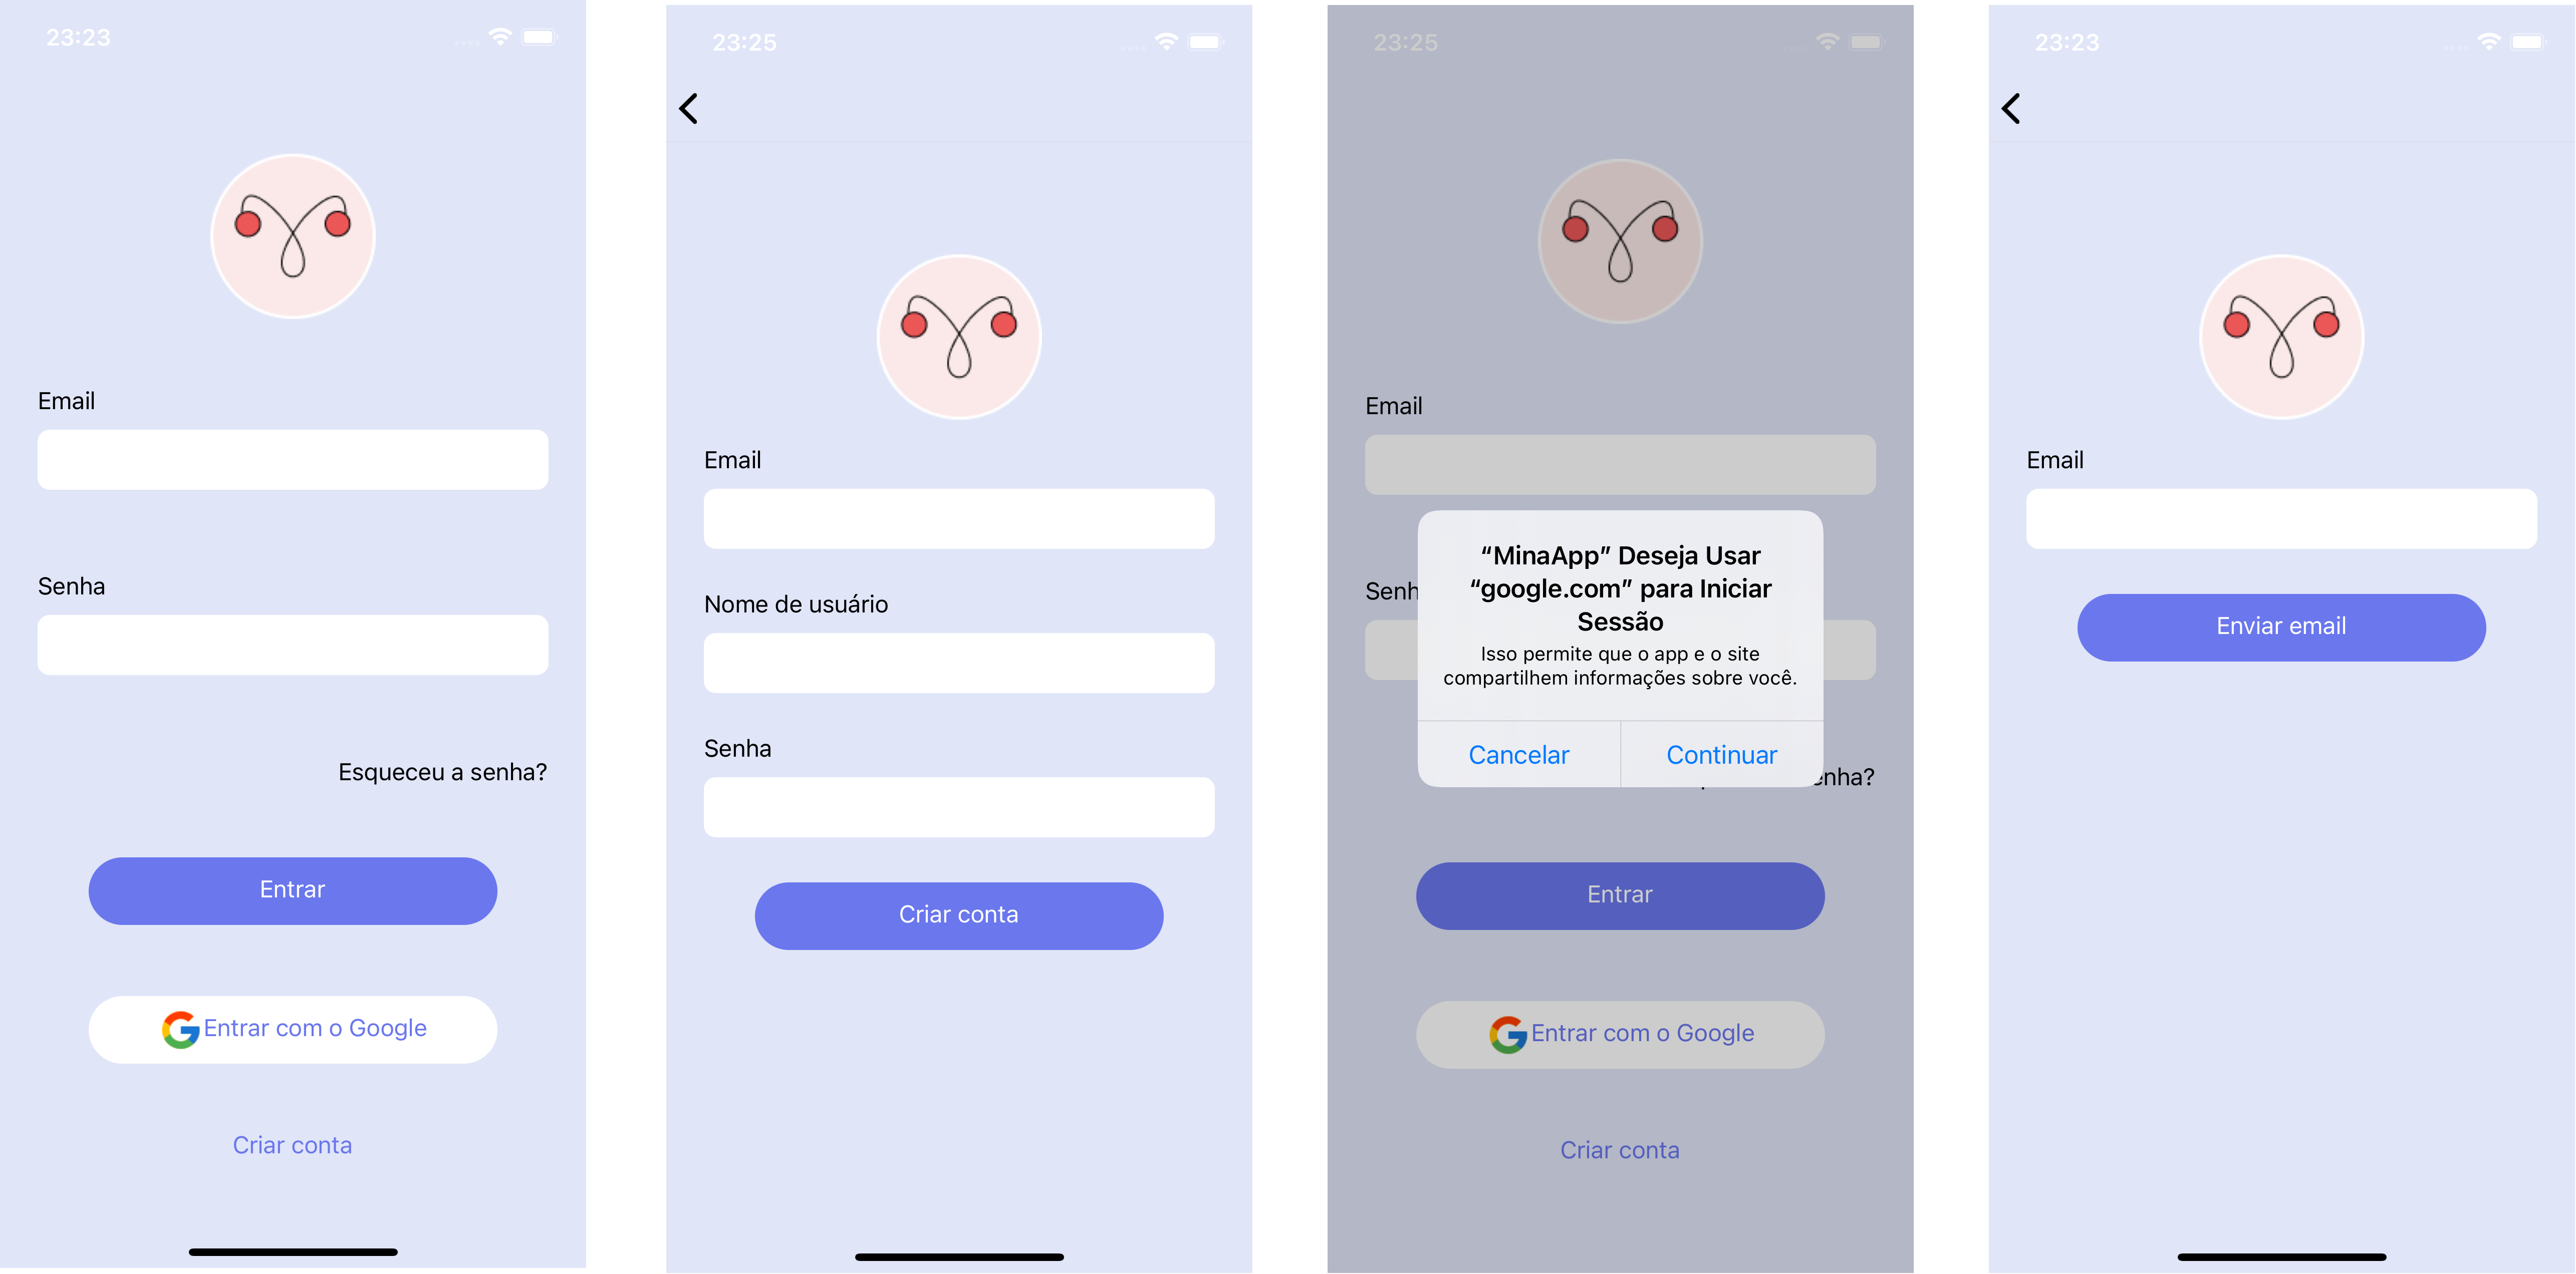 23:23
Email
Senha
Esqueceu a senha?
Entrar
Entrar com o Google
Criar conta
23:25
Email
Nome de usuário
Senha
Criar conta
23:25
Email
Senh
“MinaApp” Deseja Usar
“google.com” para Iniciar
Sessão
Isso permite que o app e o site
compartilhem informações sobre você.
Cancelar
Continuar
enha?
Entrar
Entrar com o Google
Criar conta
23:23
Email
Enviar email